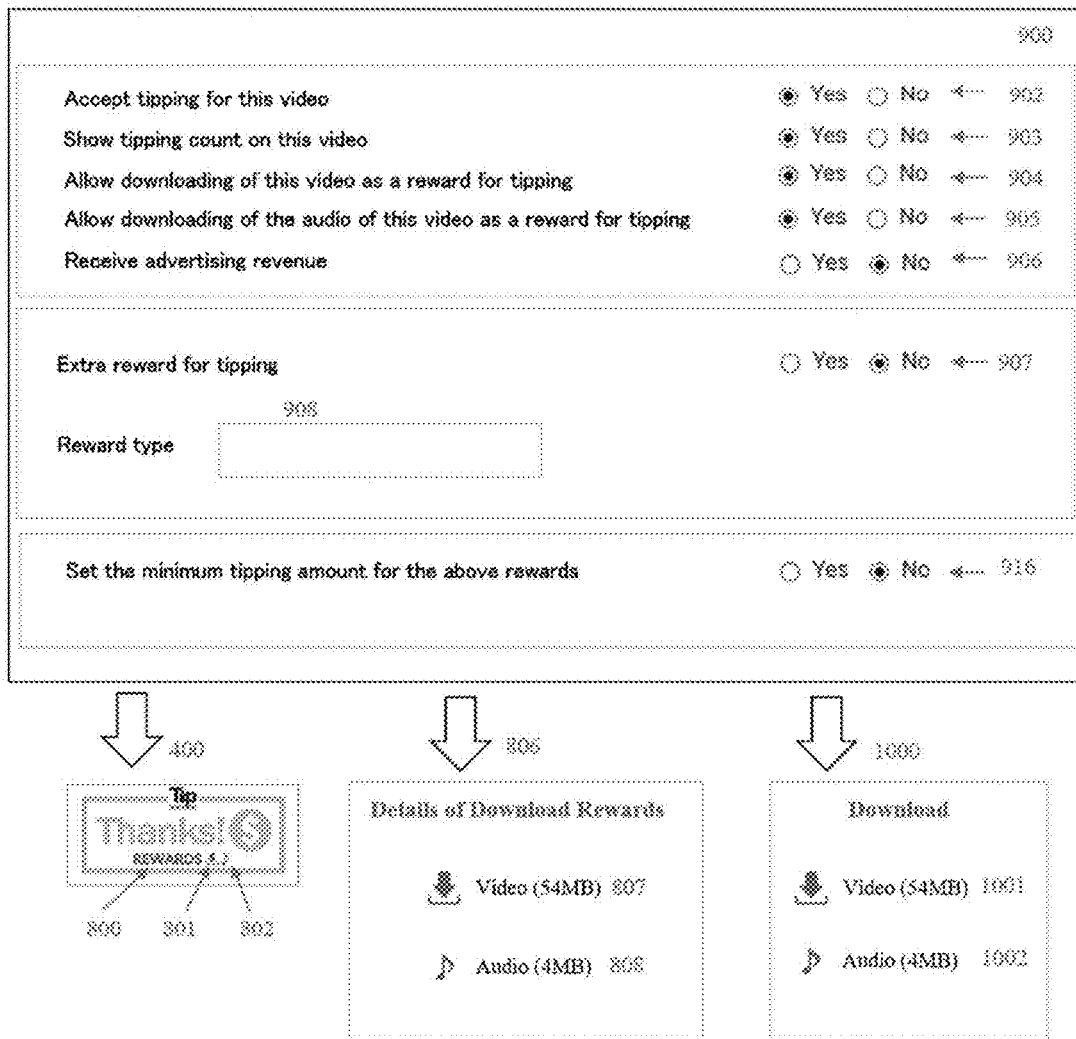 900
Accept tipping for this video Yes No 902
Show tipping count on this video Yes No 903
Allow downloading of this video as a reward for tipping Yes No 904
Allow downloading of the audio of this video as a reward for tipping Yes No 905
Receive advertising revenue Yes No 906
Extra reward for tipping Yes No 907
908
Reward type
Set the minimum tipping amount for the above rewards Yes No 916
400 806 1000
Tip
Thanks! $
REWARDS
800 801 802
Details of Download Rewards
Video (54MB) 807
Audio (4MB) 808
Download
Video (54MB) 1001
Audio (4MB) 1002